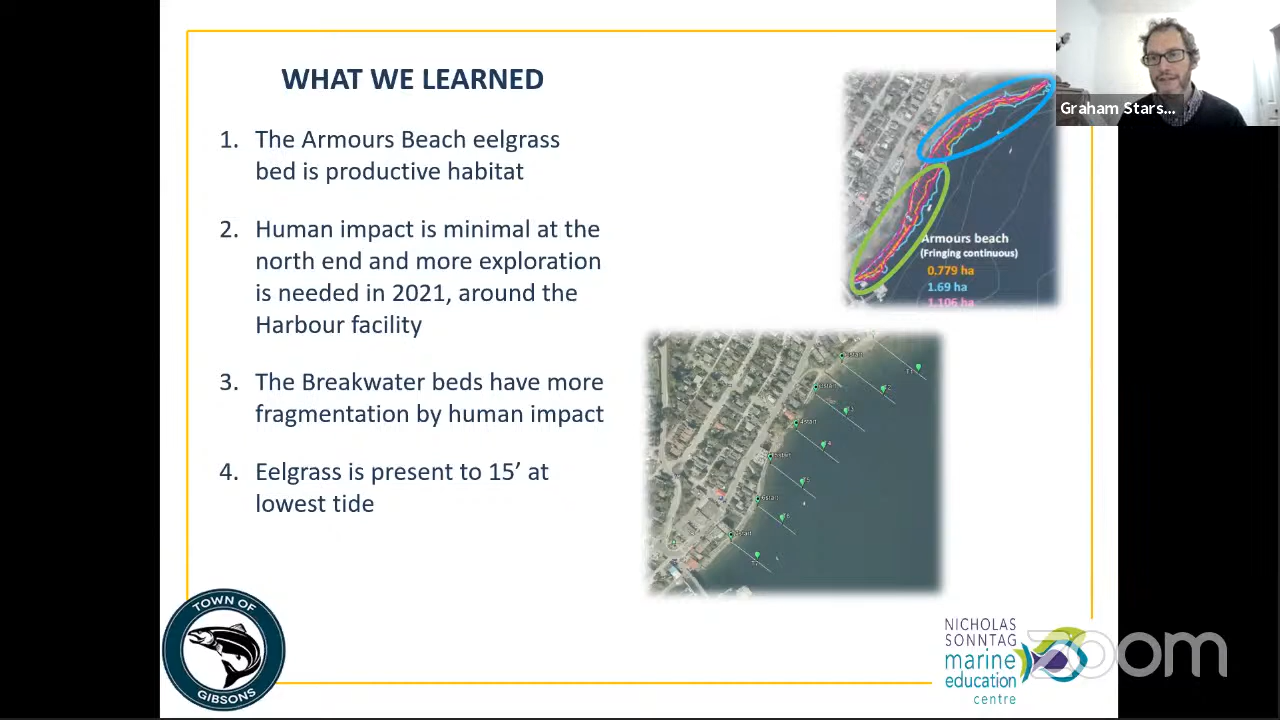 WHAT WE LEARNED
1. The Armours Beach eelgrass
bed is productive habitat
2. Human impact is minimal at the
north end and more exploration
is needed in 2021, around the
Harbour facility
3. The Breakwater beds have more
fragmentation by human impact
4. Eelgrass is present to 15’ at
lowest tide
Armours beach
(Fringing continuous)
0.779 ha
1.69 ha
1.106 ha
Graham Stars...
4start
6start
TOWN OF
GIBSONS
NICHOLAS
SONNTAG
marine
education
centre
zoom